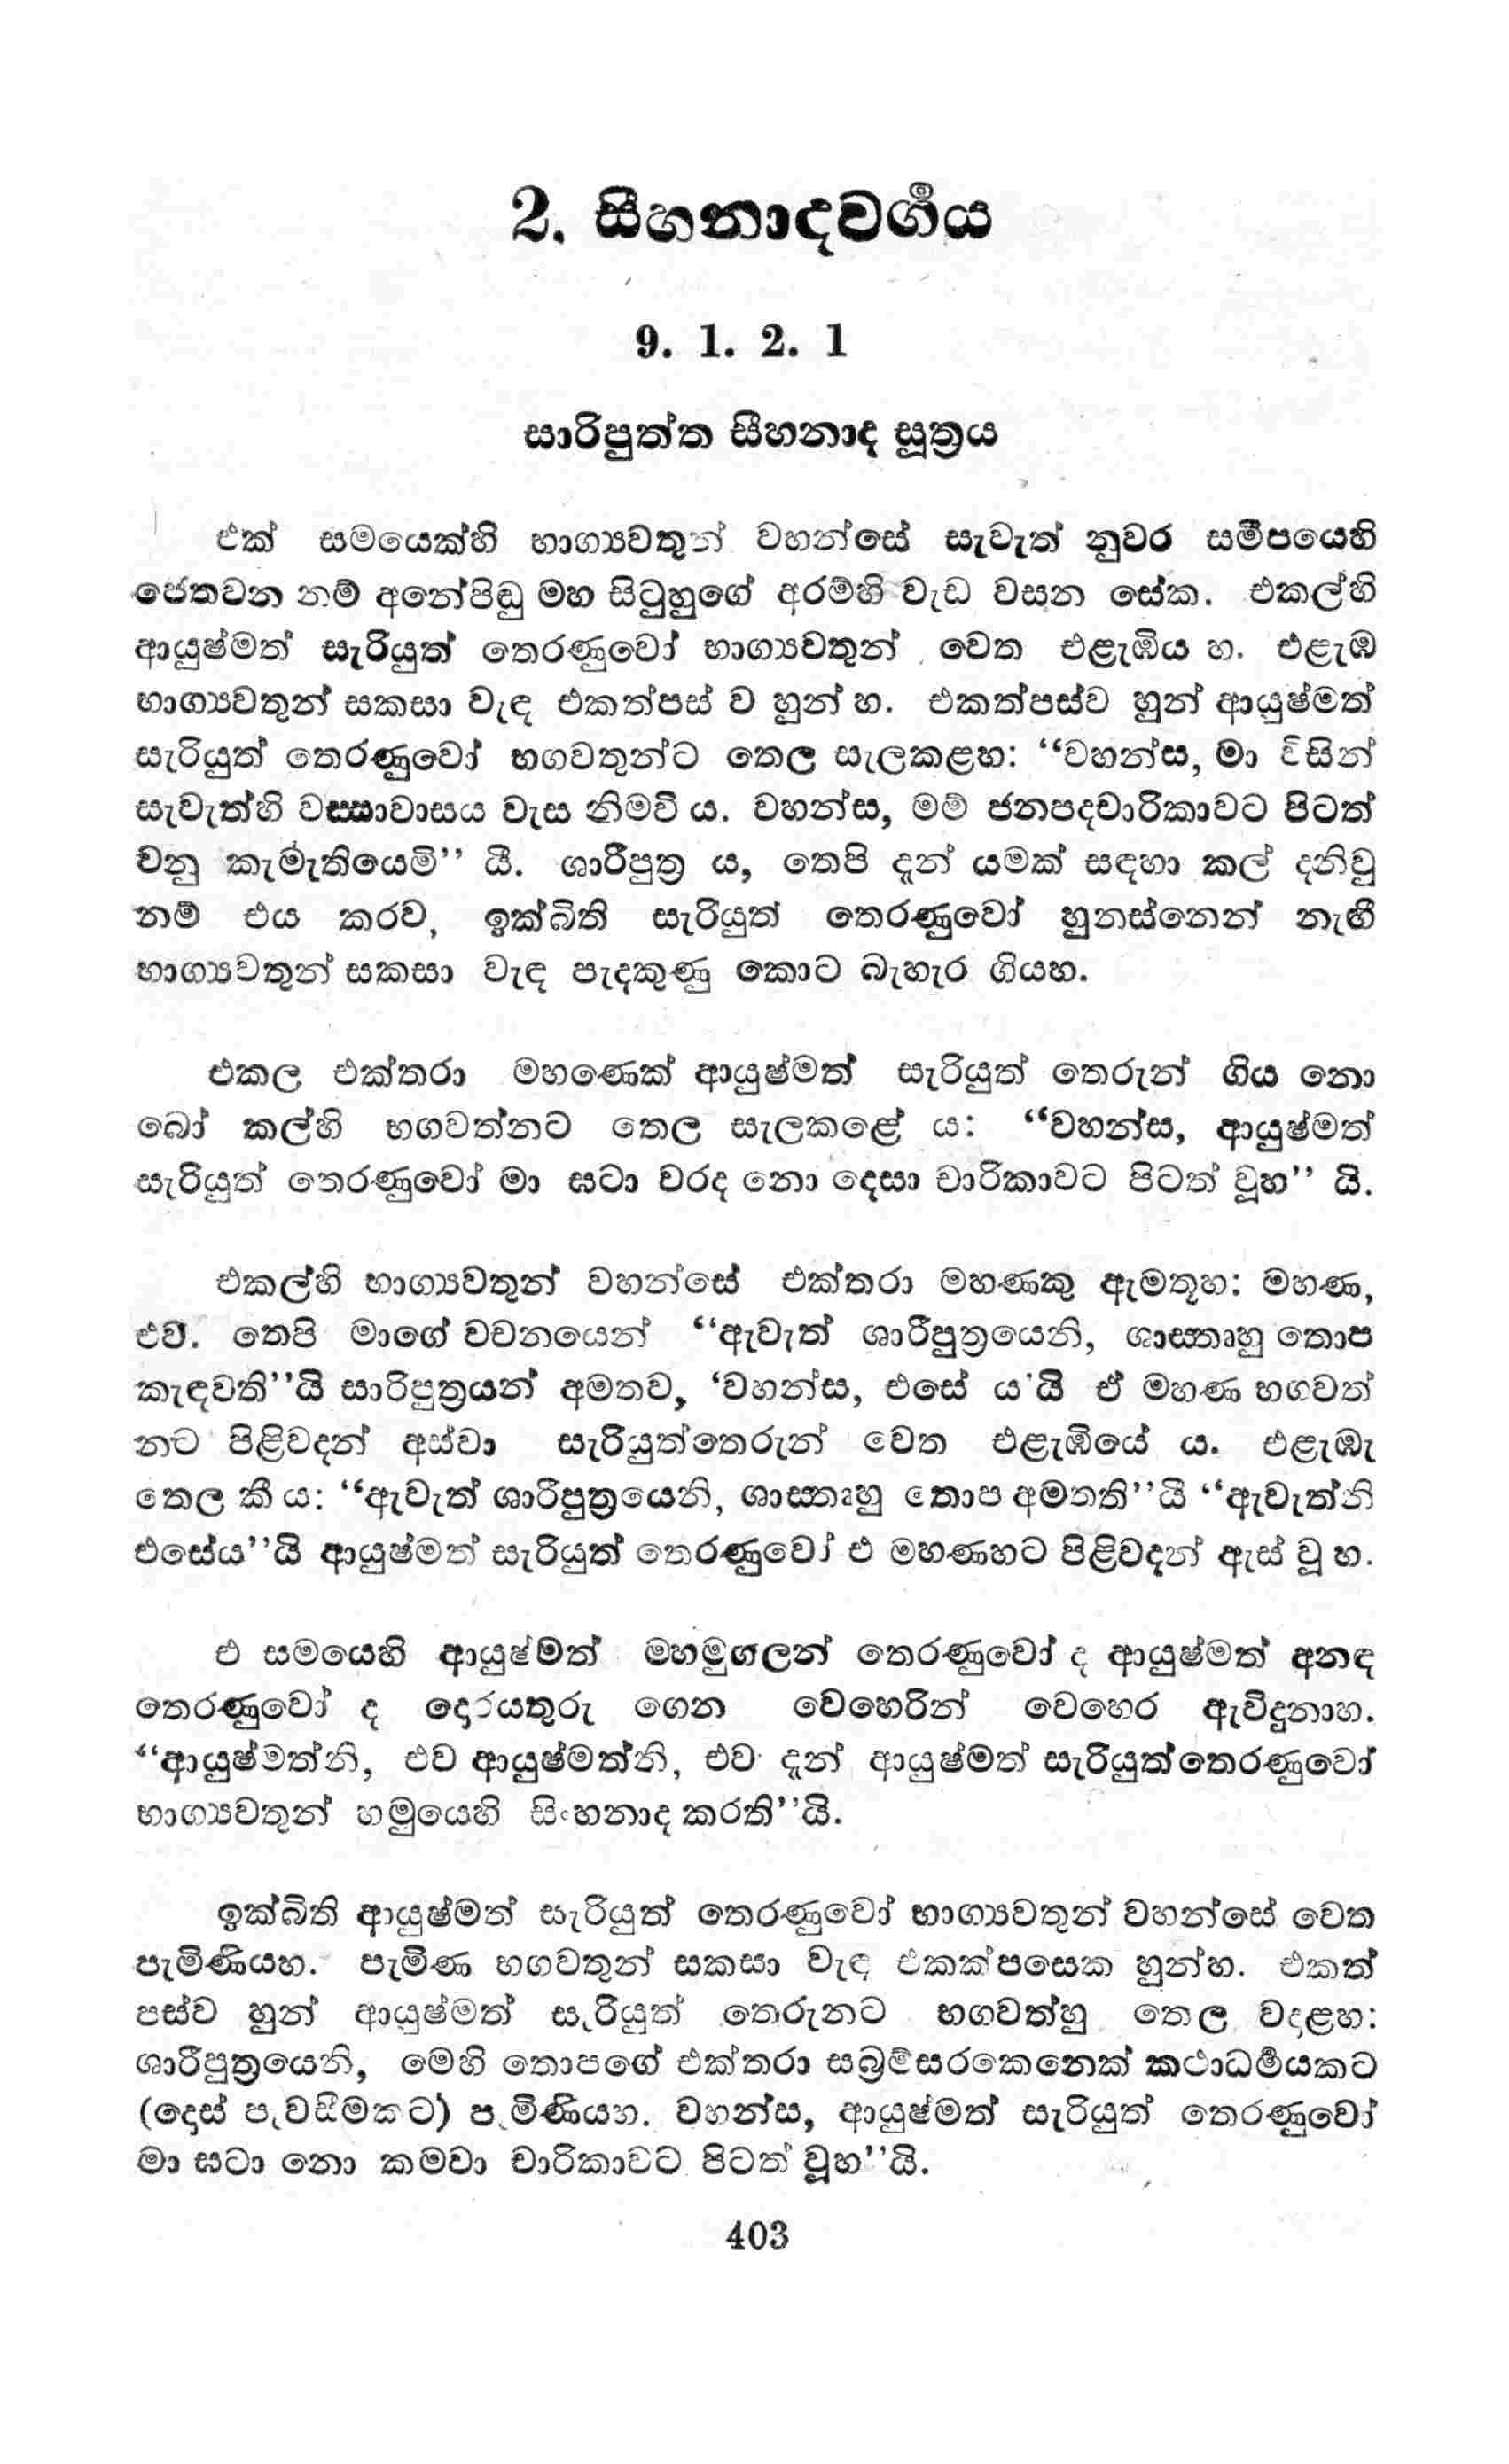 2. සීහනාදවර්‍ගය
9. 1. 2. 1
සාරිපුත්ත සීහනාද සූත්‍රය
එක් සමයෙක්හි භාග්‍යවතුන් වහන්සේ සැවැත් නුවර සමීපයෙහි
ජෙතවන නම් අනේපිඬු මහ සිටුහුගේ අරම්හි වැඩ වසන සේක. එකල්හි
ආයුෂ්මත් සැරියුත් තෙරණුවෝ භාග්‍යවතුන් වෙත එළැඹිය හ. එළැඹ
භාග්‍යවතුන් සකසා වැඳ එකත්පස් ව හුන් හ. එකත්පස්ව හුන් ආයුෂ්මත්
සැරියුත් තෙරණුවෝ භගවතුන්ට තෙල සැලකළහ: “වහන්ස, මා විසින්
සැවැත්හි වස්සාවාසය වැස නිමවි ය. වහන්ස, මම් ජනපදචාරිකාවට පිටත්
වනු කැමැතියෙමි” යී. ශාරීපුත්‍ර ය, තෙපි දැන් යමක් සඳහා කල් දනිවු
නම් එය කරව, ඉක්බිති සැරියුත් තෙරණුවෝ හුනස්නෙන් නැඟී
භාග්‍යවතුන් සකසා වැඳ පැදකුණු කොට බැහැර ගියහ.
එකල එක්තරා මහණෙක් ආයුෂ්මත් සැරියුත් තෙරුන් ගිය නො
බෝ කල්හි භගවත්නට තෙල සැලකළේ ය: “වහන්ස, ආයුෂ්මත්
සැරියුත් තෙරණුවෝ මා ඝටා වරද නො දෙසා චාරිකාවට පිටත් වූහ” යි.
එකල්හි භාග්‍යවතුන් වහන්සේ එක්තරා මහණකු ඇමතූහ: මහණ,
එව. තෙපි මාගේ වචනයෙන් “ඇවැත් ශාරීපුත්‍රයෙනි, ශාස්තෘහු තොප
කැඳවති”යි සාරිපුත්‍රයන් අමතව, ‘වහන්ස, එසේ ය’යි ඒ මහණ භගවත්
නට පිළිවදන් අස්වා සැරියුත්තෙරුන් වෙත එළැඹියේ ය. එළැඹැ
තෙල කී ය: “ඇවැත් ශාරීපුත්‍රයෙනි, ශාස්තෘහු තොප අමතති”යි “ඇවැත්නි
එසේය”යි ආයුෂ්මත් සැරියුත් තෙරණුවෝ එ මහණහට පිළිවදන් ඇස් වූ හ.
එ සමයෙහි ආයුෂ්මත් මහමුගලන් තෙරණුවෝ ද ආයුෂ්මත් අනඳ
තෙරණුවෝ ද දොරයතුරු ගෙන වෙහෙරින් වෙහෙර ඇවිදුනාහ.
“ආයුෂ්මත්නි, එව ආයුෂ්මත්නි, එව දැන් ආයුෂ්මත් සැරියුත්තෙරණුවෝ
භාග්‍යවතුන් හමුයෙහි සිංහනාද කරති”යි.
ඉක්බිති ආයුෂ්මත් සැරියුත් තෙරණුවෝ භාග්‍යවතුන් වහන්සේ වෙත
පැමිණියහ. පැමිණ භගවතුන් සකසා වැඳ එකක්පසෙක හුන්හ. එකත්
පස්ව හුන් ආයුෂ්මත් සැරියුත් තෙරුනට භගවත්හු තෙල වදාළහ:
ශාරීපුත්‍රයෙනි, මෙහි තොපගේ එක්තරා සබ්‍රම්සරකෙනෙක් කථාධර්‍මයකට
(දොස් පැවසීමකට) පැමිණියහ. වහන්ස, ආයුෂ්මත් සැරියුත් තෙරණුවෝ
මා ඝටා නො කමවා චාරිකාවට පිටත් වූහ”යි.
403